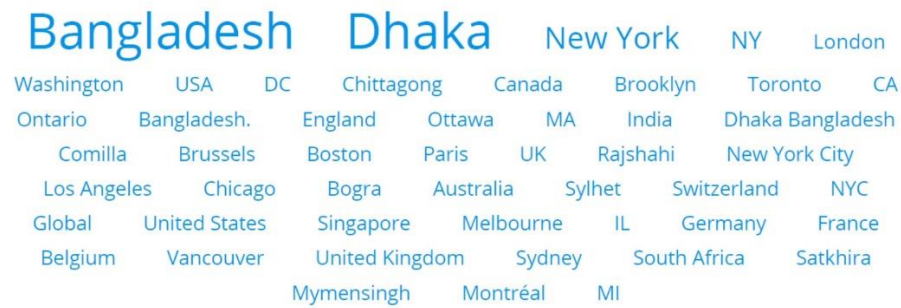 Bangladesh Dhaka New York NY London
Washington USA DC Chittagong Canada Brooklyn Toronto CA
Ontario Bangladesh. England Ottawa MA India Dhaka Bangladesh
Comilla Brussels Boston Paris UK Rajshahi New York City
Los Angeles Chicago Bogra Australia Sylhet Switzerland NYC
Global United States Singapore Melbourne IL Germany France
Belgium Vancouver United Kingdom Sydney South Africa Satkhira
Mymensingh Montréal MI